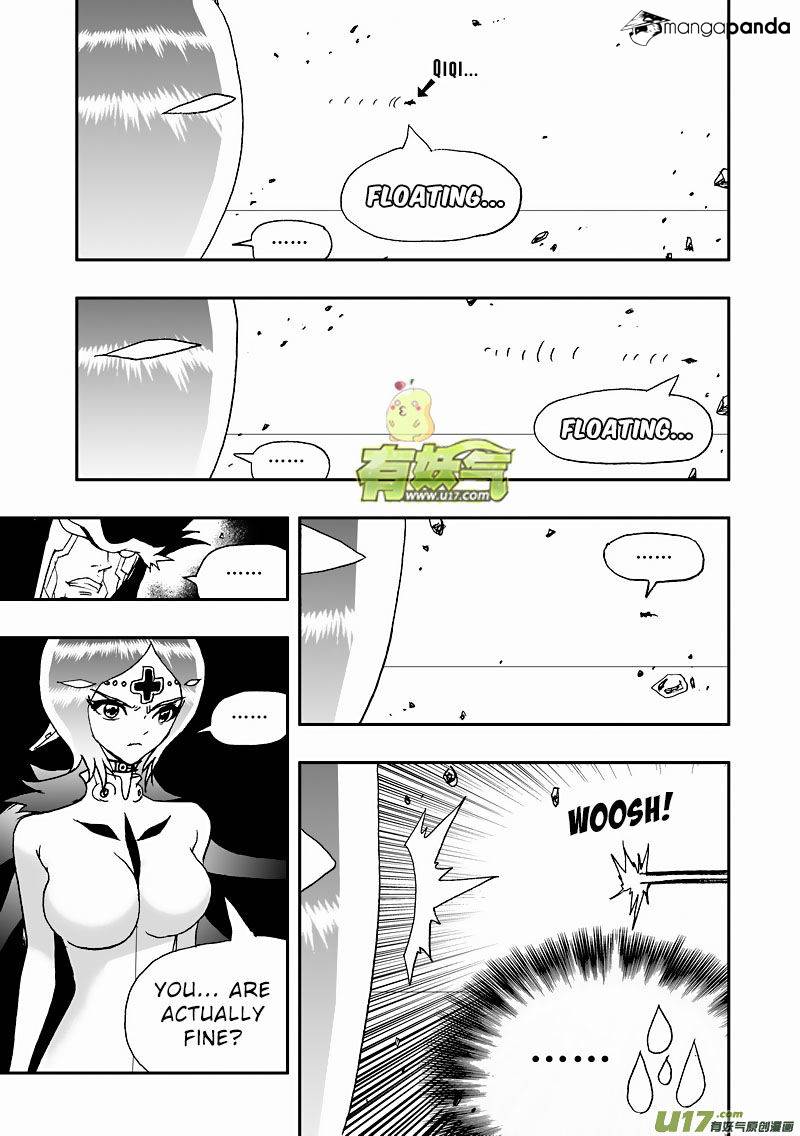 mangapanda
QIQI...
FLOATING...
......
FLOATING...
......
有妖气
www.u17.com
......
......
......
WOOSH!
YOU... ARE
ACTUALLY
FINE?
......
U17.com
有妖气原创漫画